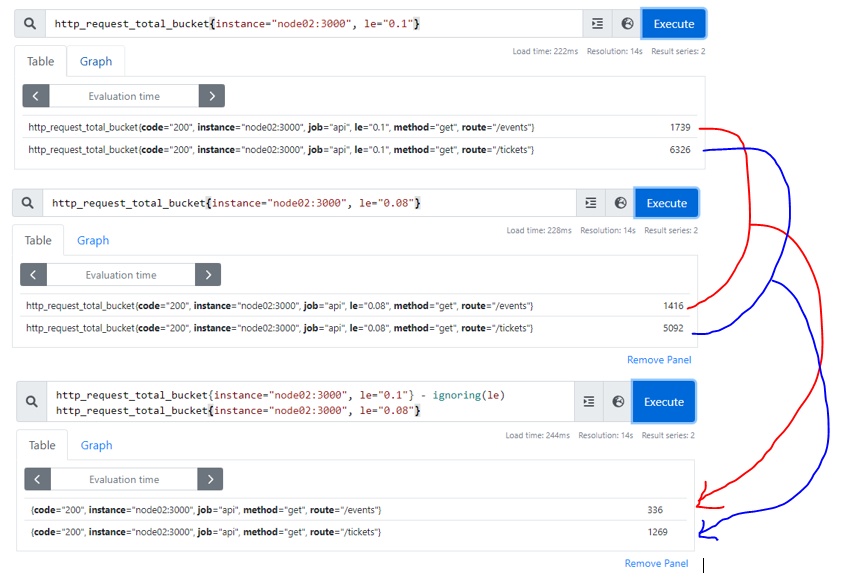 http_request_total_bucket{instance="node02:3000", le="0.1"}
Execute
Load time: 222ms Resolution: 14s Result series: 2
Table Graph
< Evaluation time >
http_request_total_bucket{code="200", instance="node02:3000", job="api", le="0.1", method="get", route="/events"} 1739
http_request_total_bucket{code="200", instance="node02:3000", job="api", le="0.1", method="get", route="/tickets"} 6326
http_request_total_bucket{instance="node02:3000", le="0.08"}
Execute
Load time: 228ms Resolution: 14s Result series: 2
Table Graph
< Evaluation time >
http_request_total_bucket{code="200", instance="node02:3000", job="api", le="0.08", method="get", route="/events"} 1416
http_request_total_bucket{code="200", instance="node02:3000", job="api", le="0.08", method="get", route="/tickets"} 5092
Remove Panel
http_request_total_bucket{instance="node02:3000", le="0.1"} - ignoring(le)
http_request_total_bucket{instance="node02:3000", le="0.08"}
Execute
Load time: 244ms Resolution: 14s Result series: 2
Table Graph
< Evaluation time >
{code="200", instance="node02:3000", job="api", method="get", route="/events"} 336
{code="200", instance="node02:3000", job="api", method="get", route="/tickets"} 1269
Remove Panel